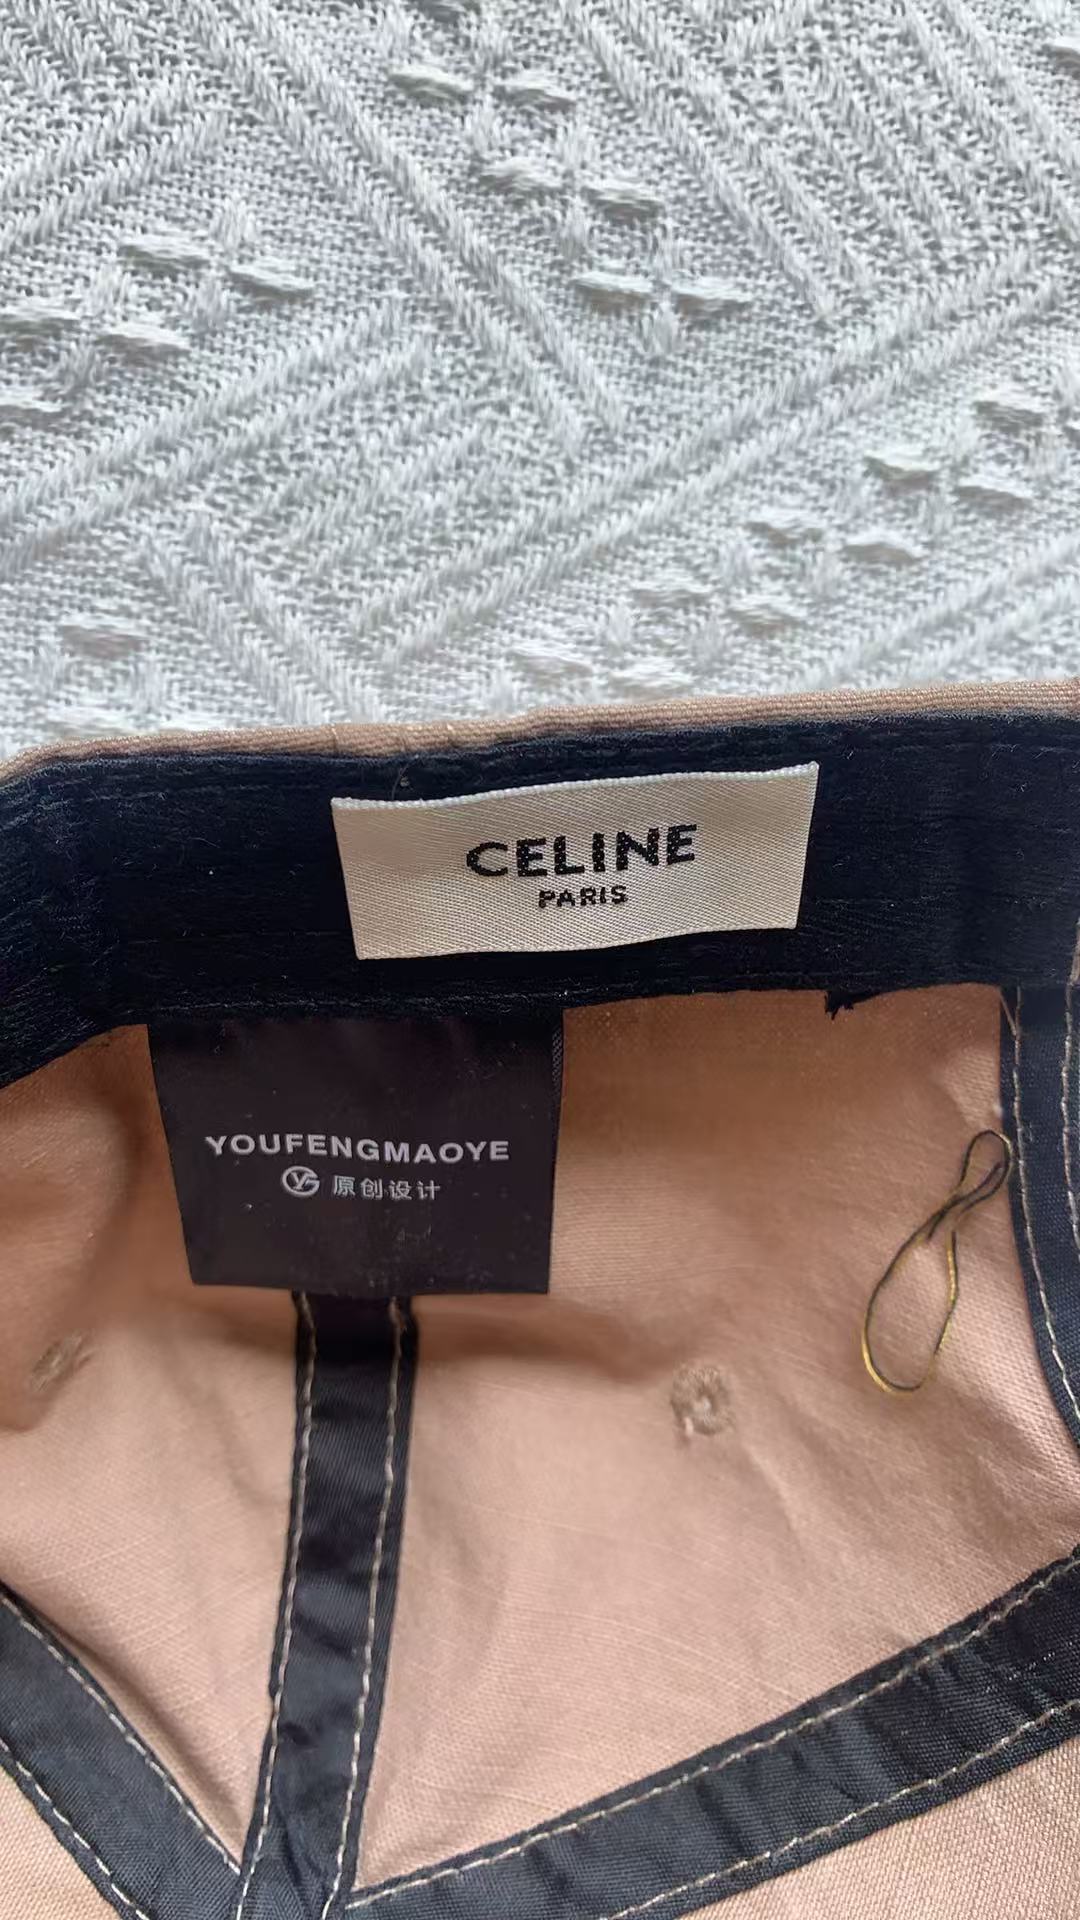 CELINE
PARIS
YOUFENGMAOYE
原创设计